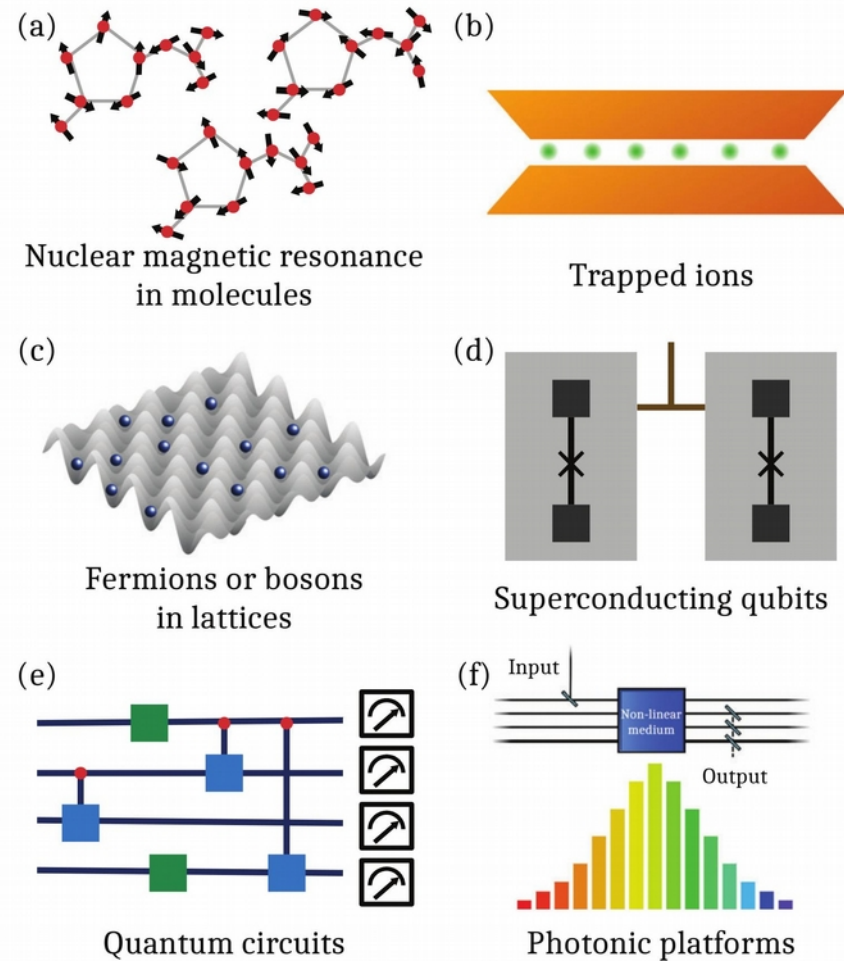 (a)
Nuclear magnetic resonance
in molecules
(b)
Trapped ions
(c)
Fermions or bosons
in lattices
(d)
Superconducting qubits
(e)
Quantum circuits
(f)
Input
Non-linear
medium
Output
Photonic platforms